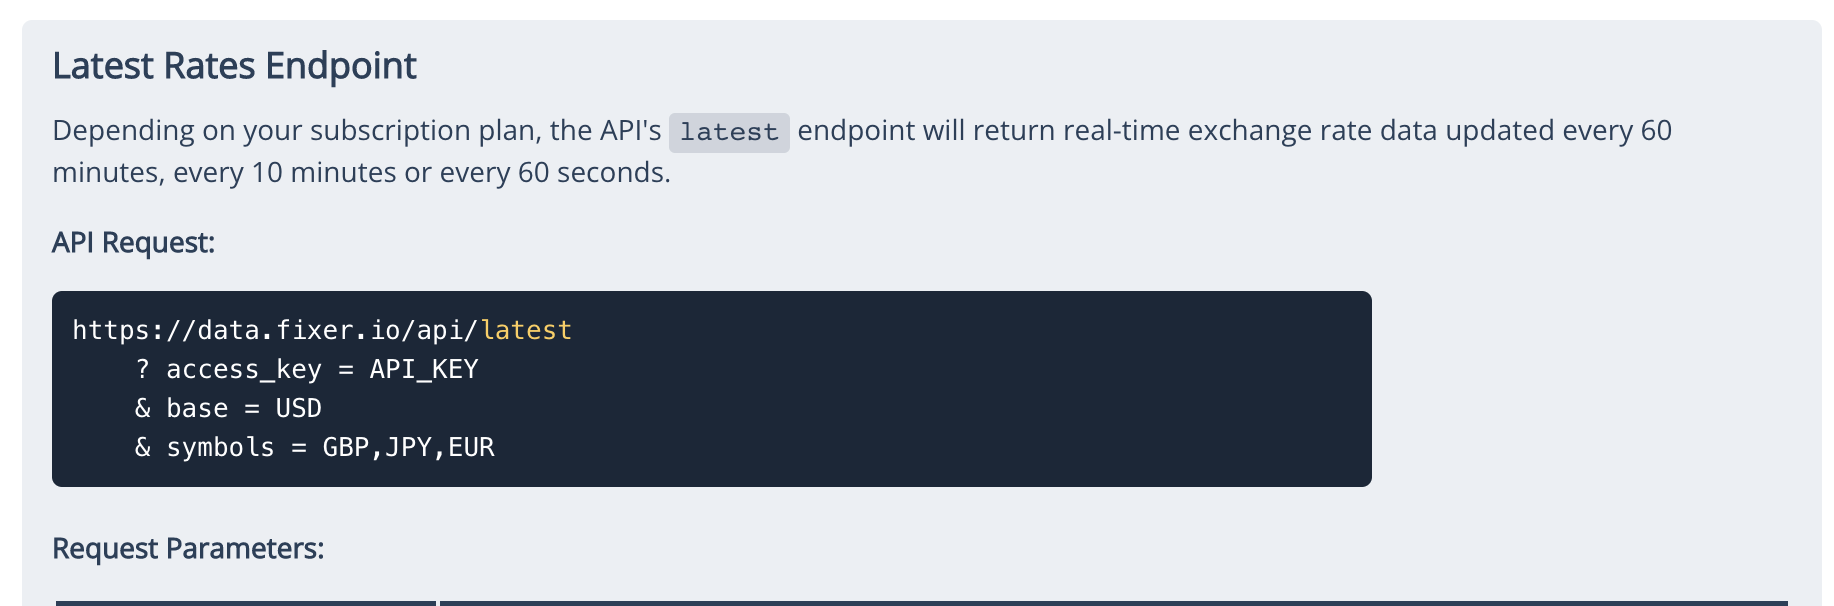 Latest Rates Endpoint
Depending on your subscription plan, the API's latest endpoint will return real-time exchange rate data updated every 60
minutes, every 10 minutes or every 60 seconds.
API Request:
https://data.fixer.io/api/latest
? access_key = API_KEY
& base = USD
& symbols = GBP,JPY,EUR
Request Parameters: